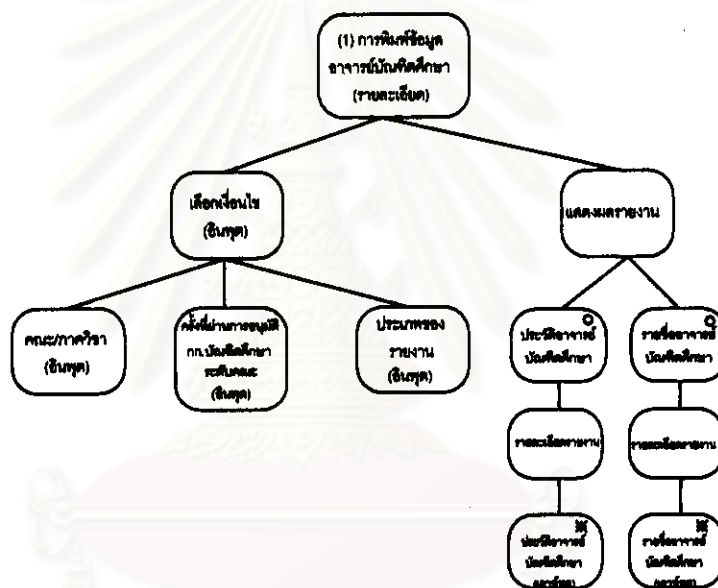 (1) การพิมพ์ข้อมูล
อาจารย์บัณฑิตศึกษา
(รายละเอียด)
เลือกเงื่อนไข
(อินพุต)
แสดงผลรายงาน
คณะ/ภาควิชา
(อินพุต)
ครั้งที่ผ่านการอนุมัติ
กก.บัณฑิตศึกษา
ระดับคณะ
(อินพุต)
ประเภทของ
รายงาน
(อินพุต)
ประวัติอาจารย์
บัณฑิตศึกษา
รายชื่ออาจารย์
บัณฑิตศึกษา
รายละเอียดรายงาน
รายละเอียดรายงาน
ประวัติอาจารย์
บัณฑิตศึกษา
(เอาท์พุต)
รายชื่ออาจารย์
บัณฑิตศึกษา
(เอาท์พุต)